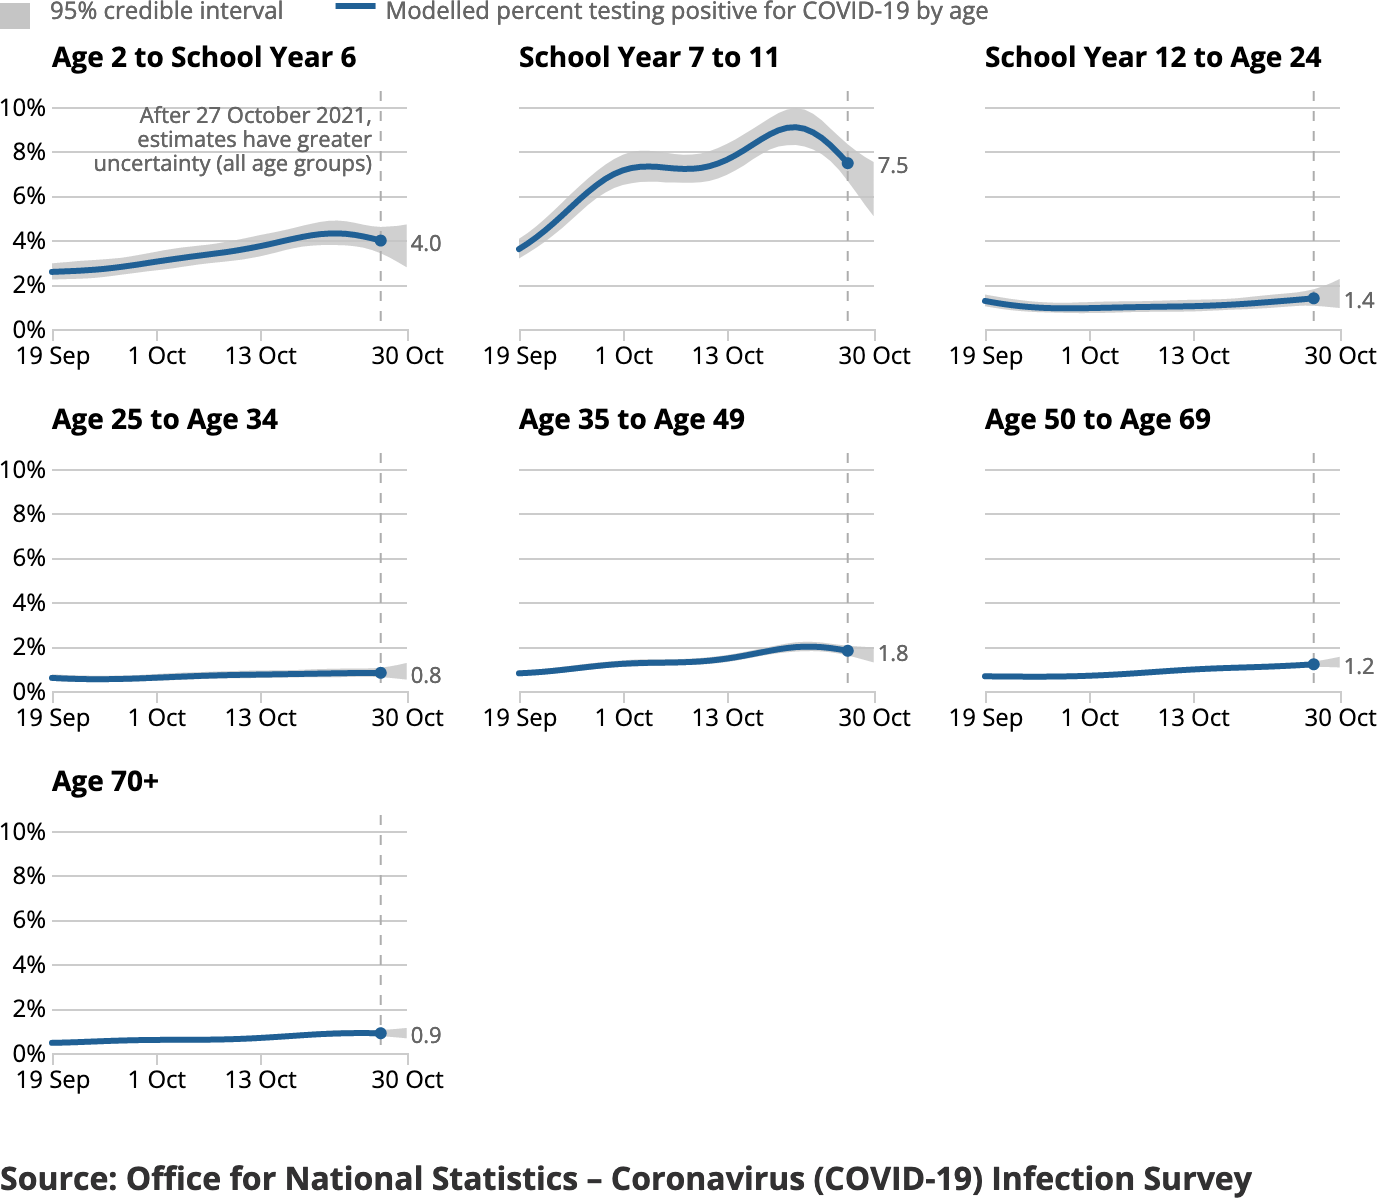 95% credible interval
Modelled percent testing positive for COVID-19 by age
Age 2 to School Year 6
School Year 7 to 11
School Year 12 to Age 24
After 27 October 2021,
estimates have greater
uncertainty (all age groups)
10%
8%
6%
4%
2%
0%
4.0
7.5
1.4
19 Sep
1 Oct
13 Oct
30 Oct
19 Sep
1 Oct
13 Oct
30 Oct
19 Sep
1 Oct
13 Oct
30 Oct
Age 25 to Age 34
Age 35 to Age 49
Age 50 to Age 69
10%
8%
6%
4%
2%
0%
0.8
1.8
1.2
19 Sep
1 Oct
13 Oct
30 Oct
19 Sep
1 Oct
13 Oct
30 Oct
19 Sep
1 Oct
13 Oct
30 Oct
Age 70+
10%
8%
6%
4%
2%
0%
0.9
19 Sep
1 Oct
13 Oct
30 Oct
Source: Office for National Statistics – Coronavirus (COVID-19) Infection Survey